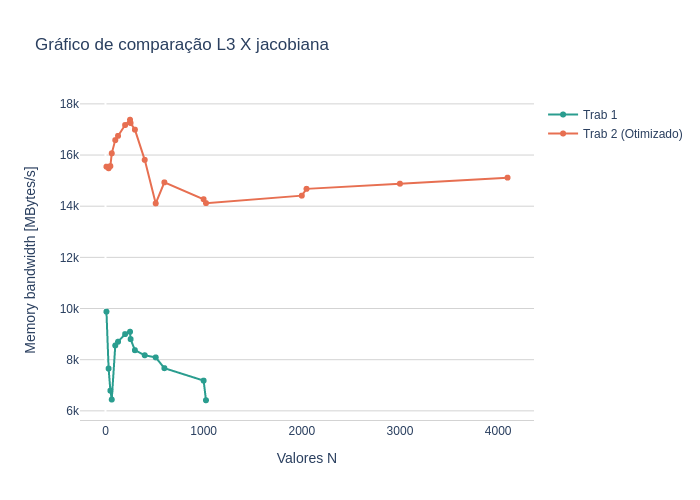 Gráfico de comparação L3 X jacobiana
18k
16k
14k
12k
10k
8k
6k
Memory bandwidth [MBytes/s]
0
1000
2000
3000
4000
Valores N
Trab 1
Trab 2 (Otimizado)